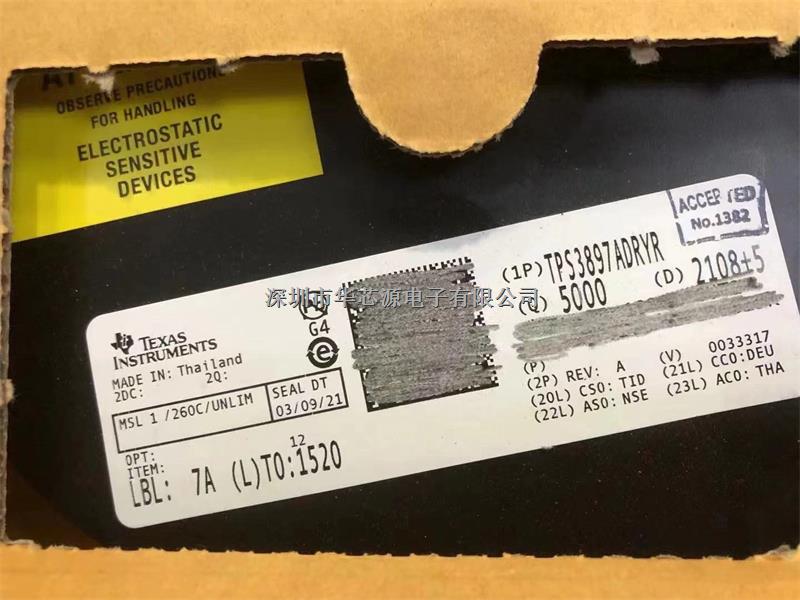 OBSERVE PRECAUTIONS
FOR HANDLING
ELECTROSTATIC
SENSITIVE
DEVICES
ACCEPTED
No.1382
深圳市华芯源电子有限公司
TEXAS
INSTRUMENTS
MADE IN: Thailand
2DC: 2Q:
MSL 1 /260C/UNLIM
SEAL DT
03/09/21
OPT:
ITEM: 12
LBL: 7A (L)TO:1520
G4
e
(1P) TPS3897ADRYR
(Q) 5000 (D) 2108+5
(P)
(2P) REV: A (V) 0033317
(20L) CSO: TID (21L) CCO:DEU
(22L) ASO: NSE (23L) ACO: THA